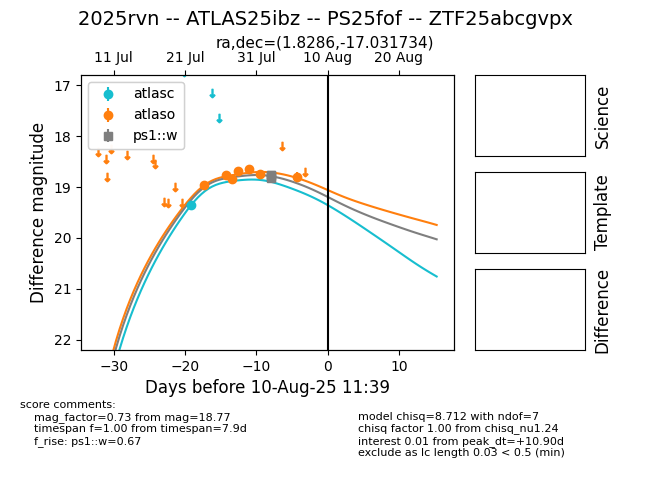 2025rvn -- ATLAS25ibz -- PS25fof -- ZTF25abcgvpx
ra,dec=(1.8286,-17.031734)
11 Jul 21 Jul 31 Jul 10 Aug 20 Aug
atlasc
atlaso
ps1::w
17
18
19
20
21
22
Difference magnitude
−30 −20 −10 0 10
Days before 10-Aug-25 11:39
Science
Template
Difference
score comments:
mag_factor=0.73 from mag=18.77
timespan f=1.00 from timespan=7.9d
f_rise: ps1::w=0.67
model chisq=8.712 with ndof=7
chisq factor 1.00 from chisq_nu1.24
interest 0.01 from peak_dt=+10.90d
exclude as lc length 0.03 < 0.5 (min)